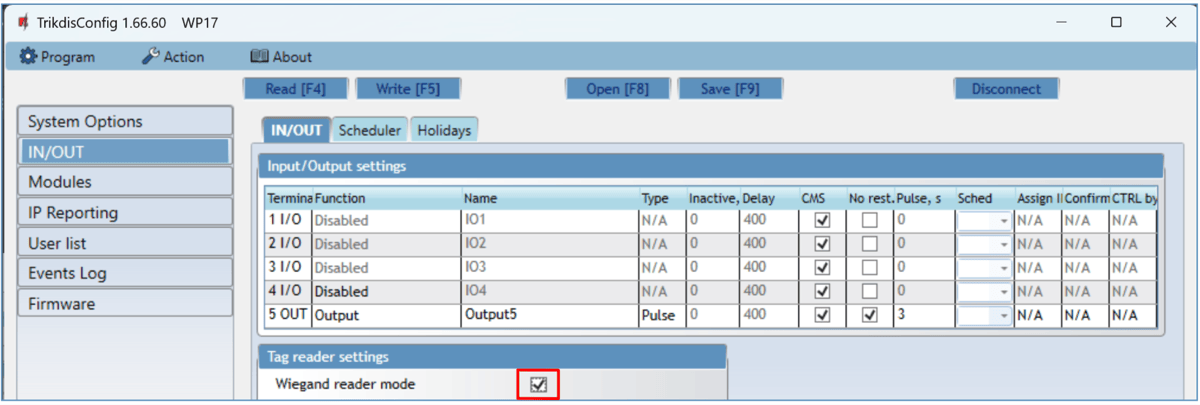 TrikdisConfig 1.66.60 WP17
Program Action About
Read [F4] Write [F5] Open [F8] Save [F9] Disconnect
System Options
IN/OUT
Modules
IP Reporting
User list
Events Log
Firmware
IN/OUT Scheduler Holidays
Input/Output settings
Termina Function Name Type Inactive, Delay CMS No rest. Pulse, s Sched Assign II Confirm CTRL by
1 I/O Disabled IO1 N/A 0 400 0 N/A N/A N/A
2 I/O Disabled IO2 N/A 0 400 0 N/A N/A N/A
3 I/O Disabled IO3 N/A 0 400 0 N/A N/A N/A
4 I/O Disabled IO4 N/A 0 400 0 N/A N/A N/A
5 OUT Output Output5 Pulse 0 400 3 N/A N/A N/A
Tag reader settings
Wiegand reader mode